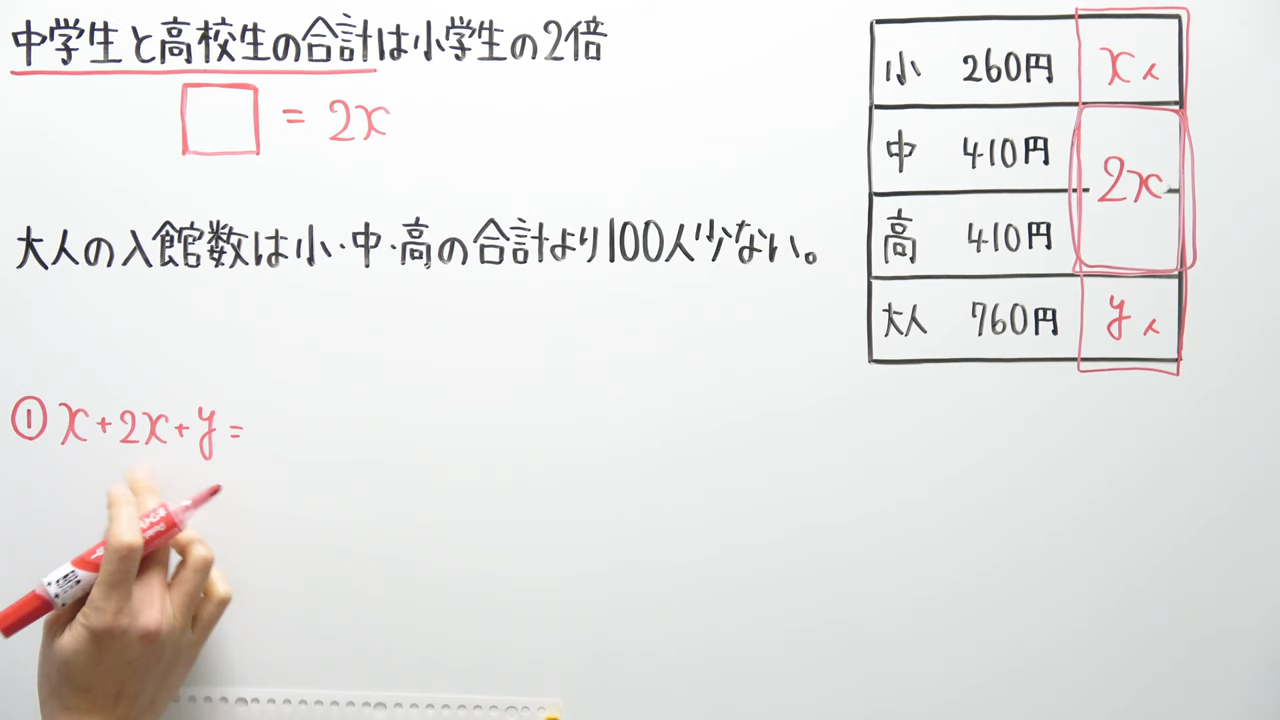 中学生と高校生の合計は小学生の2倍
□ = 2x
大人の入館数は小・中・高の合計より100人少ない。
小 260円 x人
中 410円
2x
高 410円
大人 760円 y人
① x+2x+y=